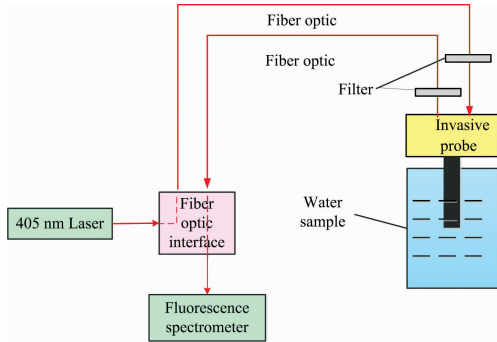 Fiber optic
Fiber optic
Filter
Invasive
probe
Water
sample
405 nm Laser
Fiber
optic
interface
Fluorescence
spectrometer